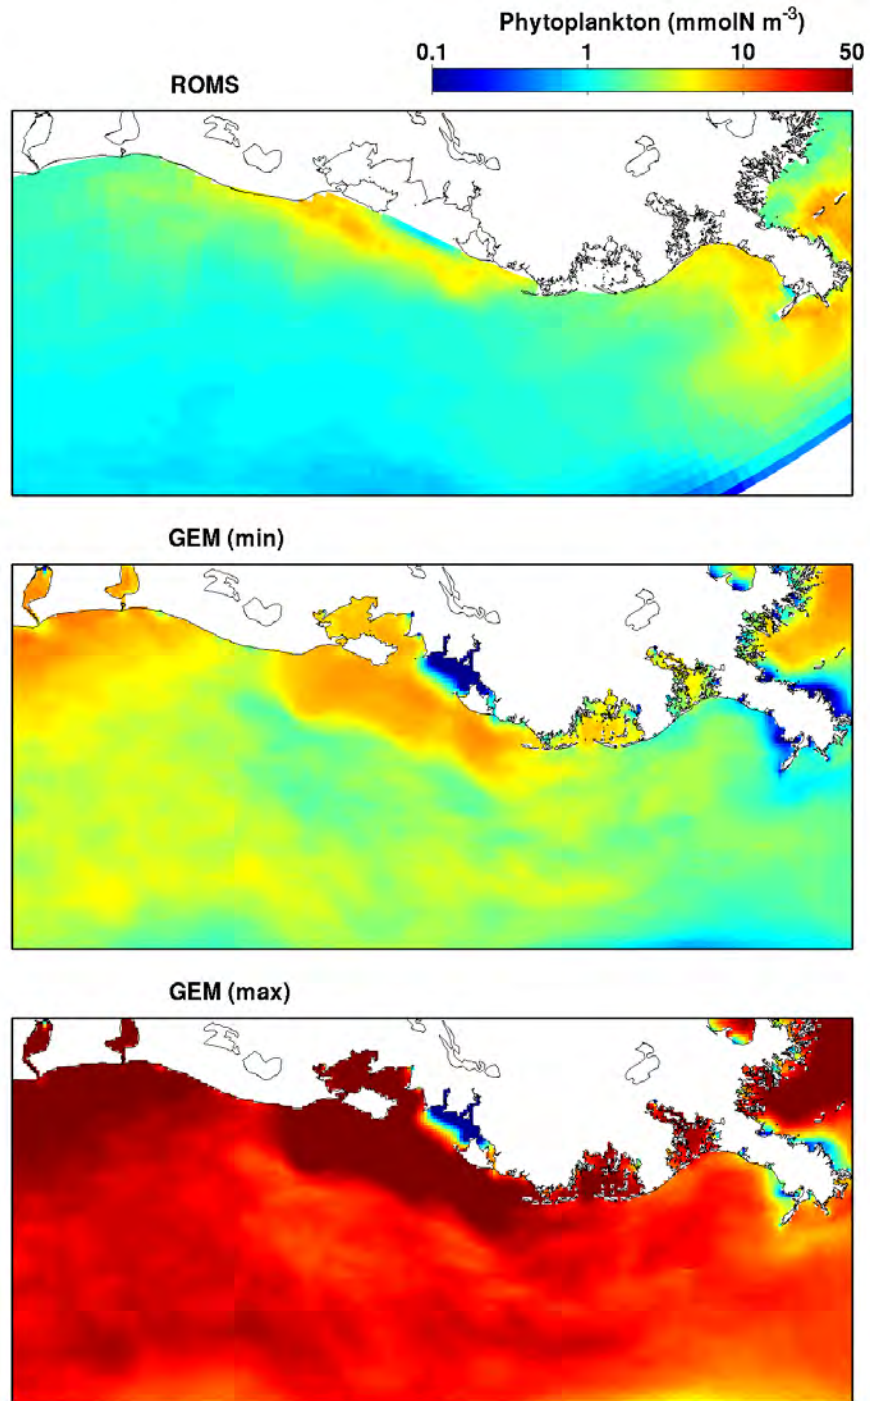 Phytoplankton (mmolN m⁻³)
0.1 1 10 50
ROMS
GEM (min)
GEM (max)